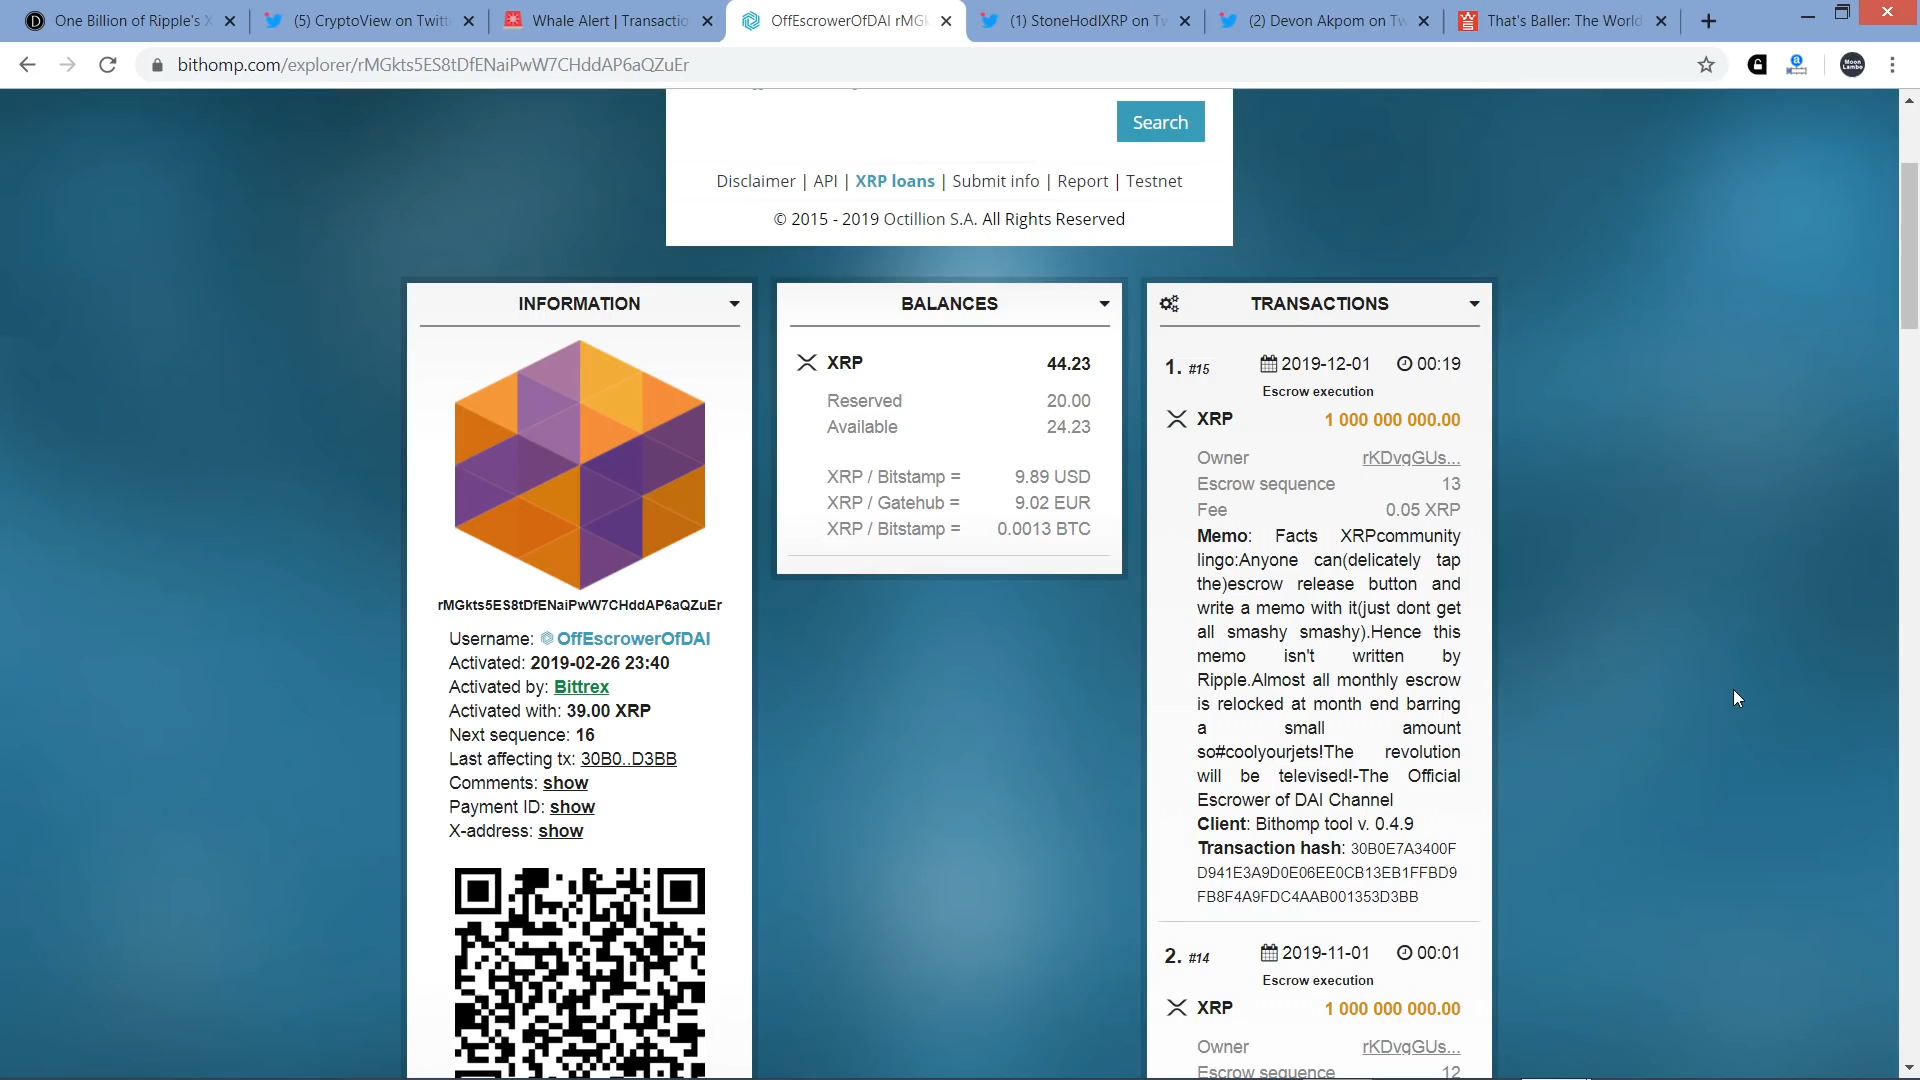 One Billion of Ripple's X
(5) CryptoView on Twitt
Whale Alert | Transactio
OffEscrowerOfDAI rMGk
(1) StoneHodlXRP on Tw
(2) Devon Akpom on Tw
That's Baller: The World
bithomp.com/explorer/rMGkts5ES8tDfENaiPwW7CHddAP6aQZuEr
Moon Lambo
Search
Disclaimer | API | XRP loans | Submit info | Report | Testnet
© 2015 - 2019 Octillion S.A. All Rights Reserved
INFORMATION
rMGkts5ES8tDfENaiPwW7CHddAP6aQZuEr
Username: OffEscrowerOfDAI
Activated: 2019-02-26 23:40
Activated by: Bittrex
Activated with: 39.00 XRP
Next sequence: 16
Last affecting tx: 30B0..D3BB
Comments: show
Payment ID: show
X-address: show
BALANCES
XRP 44.23
Reserved 20.00
Available 24.23
XRP / Bitstamp = 9.89 USD
XRP / Gatehub = 9.02 EUR
XRP / Bitstamp = 0.0013 BTC
TRANSACTIONS
1. #15 2019-12-01 00:19
Escrow execution
XRP 1 000 000 000.00
Owner rKDvgGUs...
Escrow sequence 13
Fee 0.05 XRP
Memo: Facts XRPcommunity
lingo:Anyone can(delicately tap
the)escrow release button and
write a memo with it(just dont get
all smashy smashy).Hence this
memo isn't written by
Ripple.Almost all monthly escrow
is relocked at month end barring
a small amount
so#coolyourjets!The revolution
will be televised!-The Official
Escrower of DAI Channel
Client: Bithomp tool v. 0.4.9
Transaction hash: 30B0E7A3400F
D941E3A9D0E06EE0CB13EB1FFBD9
FB8F4A9FDC4AAB001353D3BB
2. #14 2019-11-01 00:01
Escrow execution
XRP 1 000 000 000.00
Owner rKDvgGUs...
Escrow sequence 12